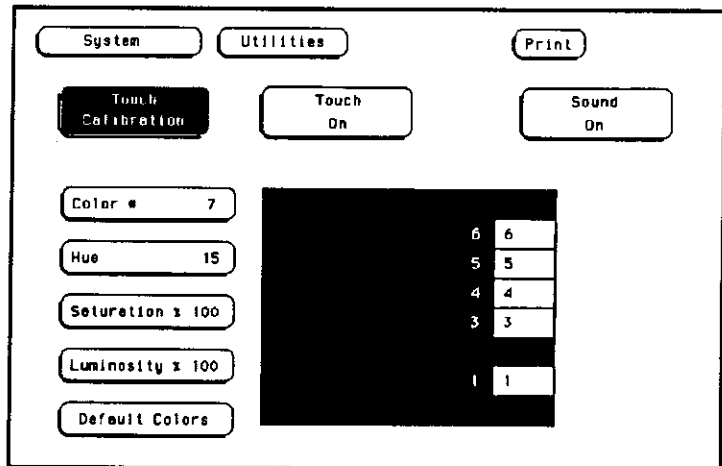 System Utilities Print
Touch
Calibration
Touch
On
Sound
On
Color # 7
Hue 15
Saturation % 100
Luminosity % 100
Default Colors
6 6
5 5
4 4
3 3
1 1